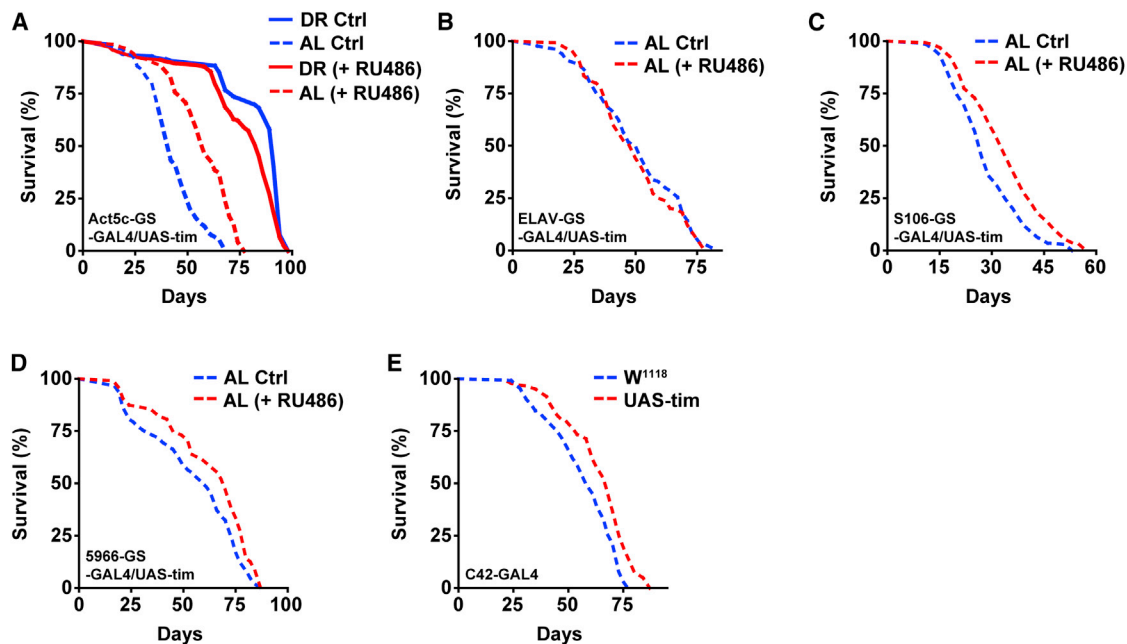 A
DR Ctrl
AL Ctrl
DR (+ RU486)
AL (+ RU486)
Survival (%)
100
75
50
25
0
Act5c-GS
-GAL4/UAS-tim
0 25 50 75 100
Days
B
AL Ctrl
AL (+ RU486)
Survival (%)
100
75
50
25
0
ELAV-GS
-GAL4/UAS-tim
0 25 50 75
Days
C
AL Ctrl
AL (+ RU486)
Survival (%)
100
75
50
25
0
S106-GS
-GAL4/UAS-tim
0 15 30 45 60
Days
D
AL Ctrl
AL (+ RU486)
Survival (%)
100
75
50
25
0
5966-GS
-GAL4/UAS-tim
0 25 50 75 100
Days
E
W¹¹¹⁸
UAS-tim
Survival (%)
100
75
50
25
0
C42-GAL4
0 25 50 75
Days